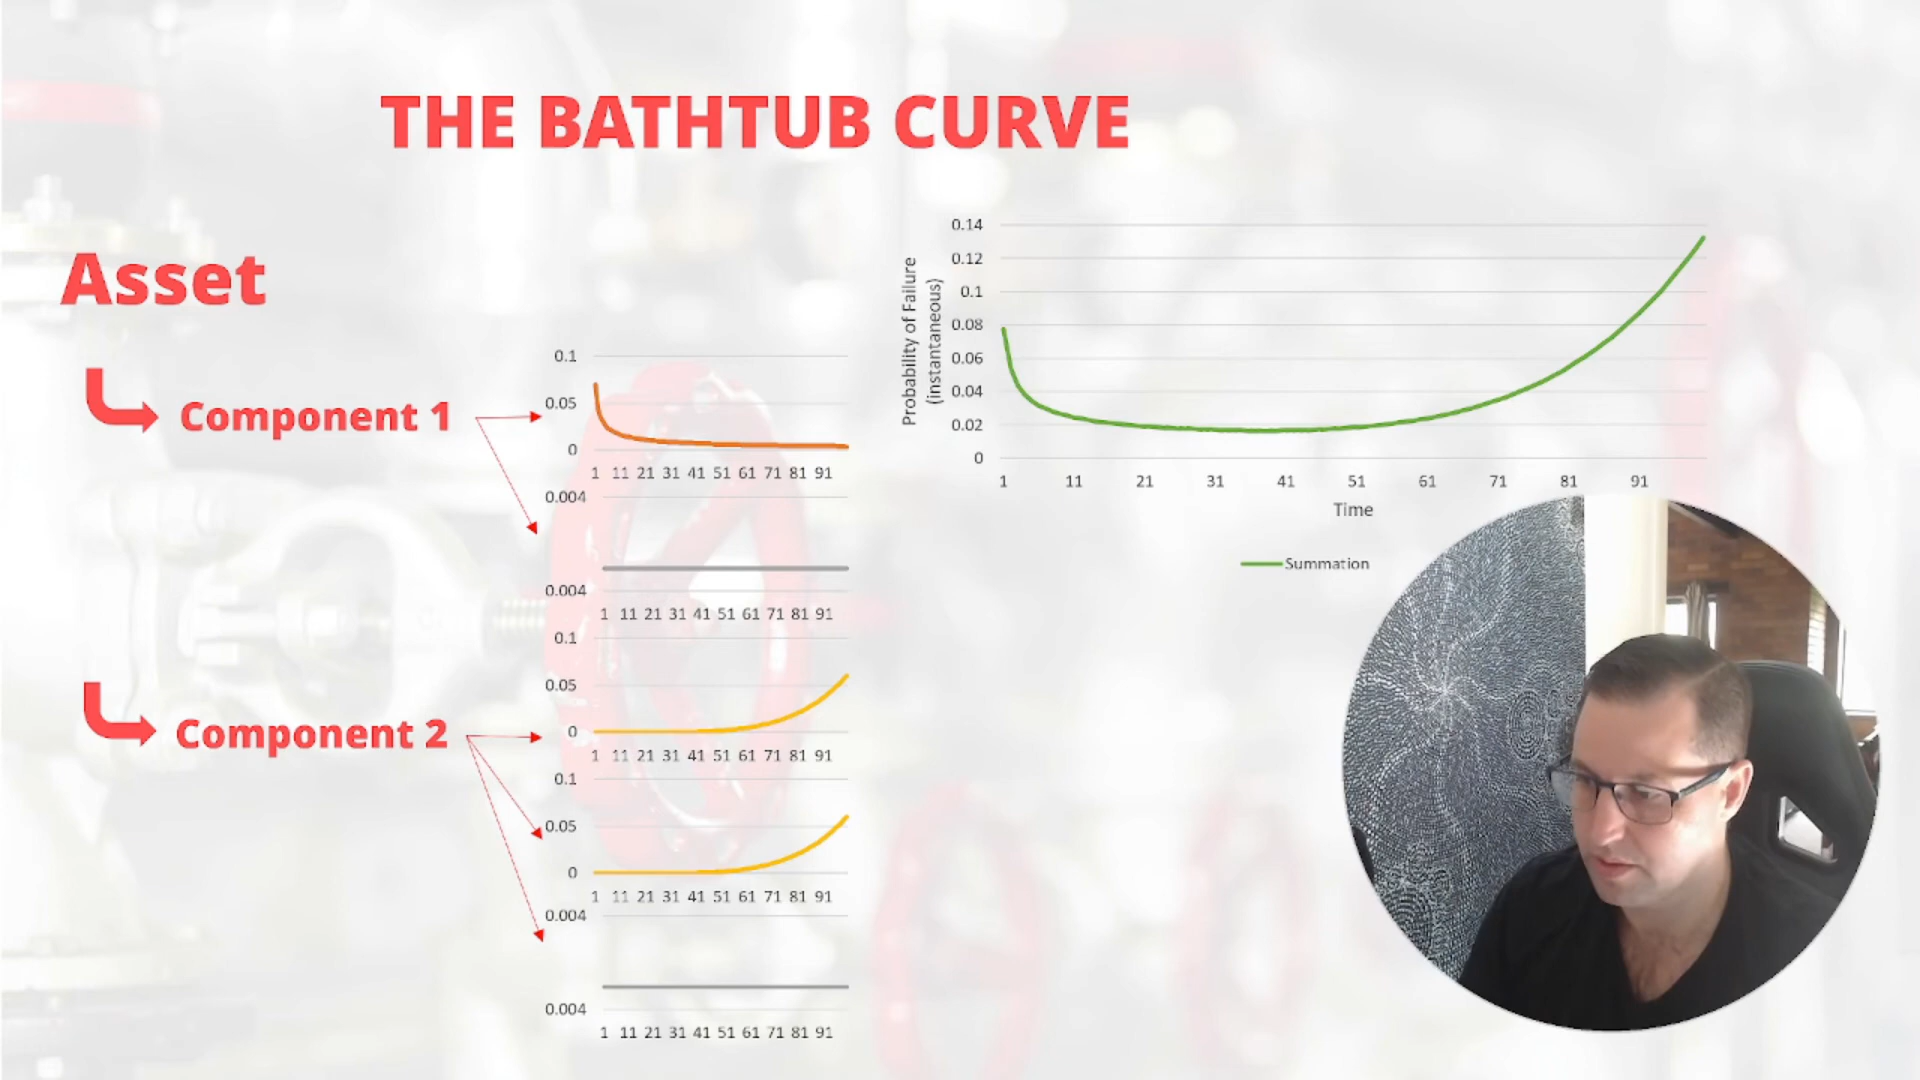 THE BATHTUB CURVE
Asset
Component 1
0.1
0.05
0
1 11 21 31 41 51 61 71 81 91
0.004
0.004
1 11 21 31 41 51 61 71 81 91
Component 2
0.1
0.05
0
1 11 21 31 41 51 61 71 81 91
0.1
0.05
0
1 11 21 31 41 51 61 71 81 91
0.004
0.004
1 11 21 31 41 51 61 71 81 91
Probability of Failure
(instantaneous)
0.14
0.12
0.1
0.08
0.06
0.04
0.02
0
1 11 21 31 41 51 61 71 81 91
Time
Summation